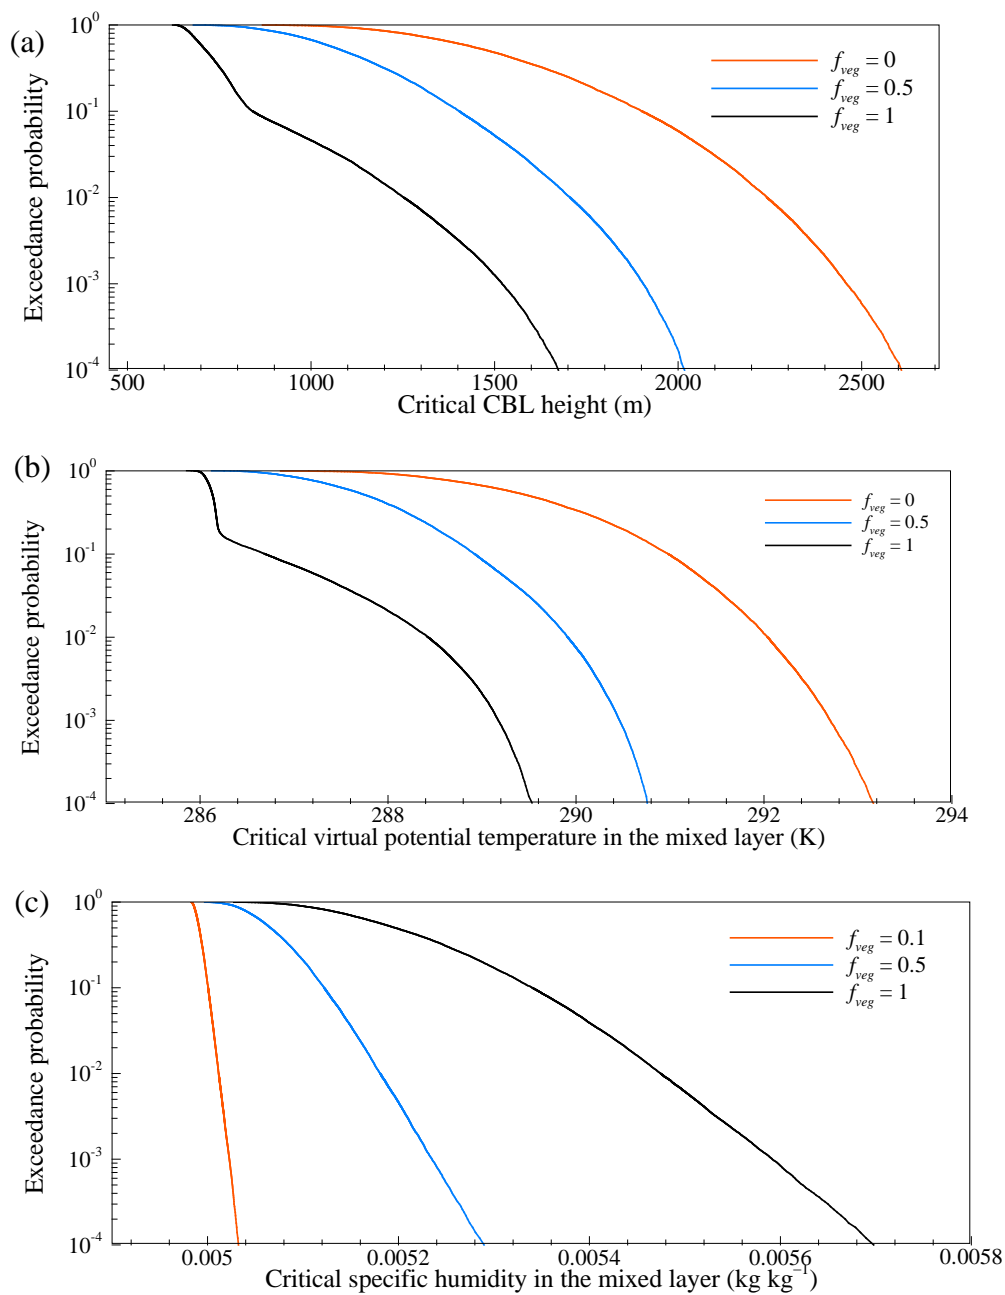 (a)
Exceedance probability
10^0
10^-1
10^-2
10^-3
10^-4
f_veg = 0
f_veg = 0.5
f_veg = 1
500 1000 1500 2000 2500
Critical CBL height (m)
(b)
Exceedance probability
10^0
10^-1
10^-2
10^-3
10^-4
f_veg = 0
f_veg = 0.5
f_veg = 1
286 288 290 292 294
Critical virtual potential temperature in the mixed layer (K)
(c)
Exceedance probability
10^0
10^-1
10^-2
10^-3
10^-4
f_veg = 0.1
f_veg = 0.5
f_veg = 1
0.005 0.0052 0.0054 0.0056 0.0058
Critical specific humidity in the mixed layer (kg kg^–1)